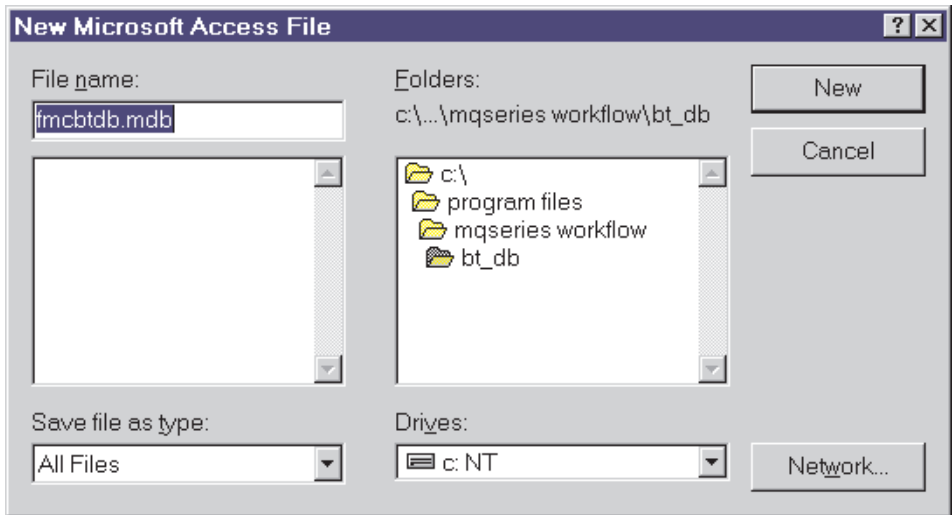 New Microsoft Access File
File name:
fmcbtdb.mdb
Save file as type:
All Files
Folders:
c:\...\mqseries workflow\bt_db
c:\
program files
mqseries workflow
bt_db
Drives:
c: NT
New
Cancel
Network...